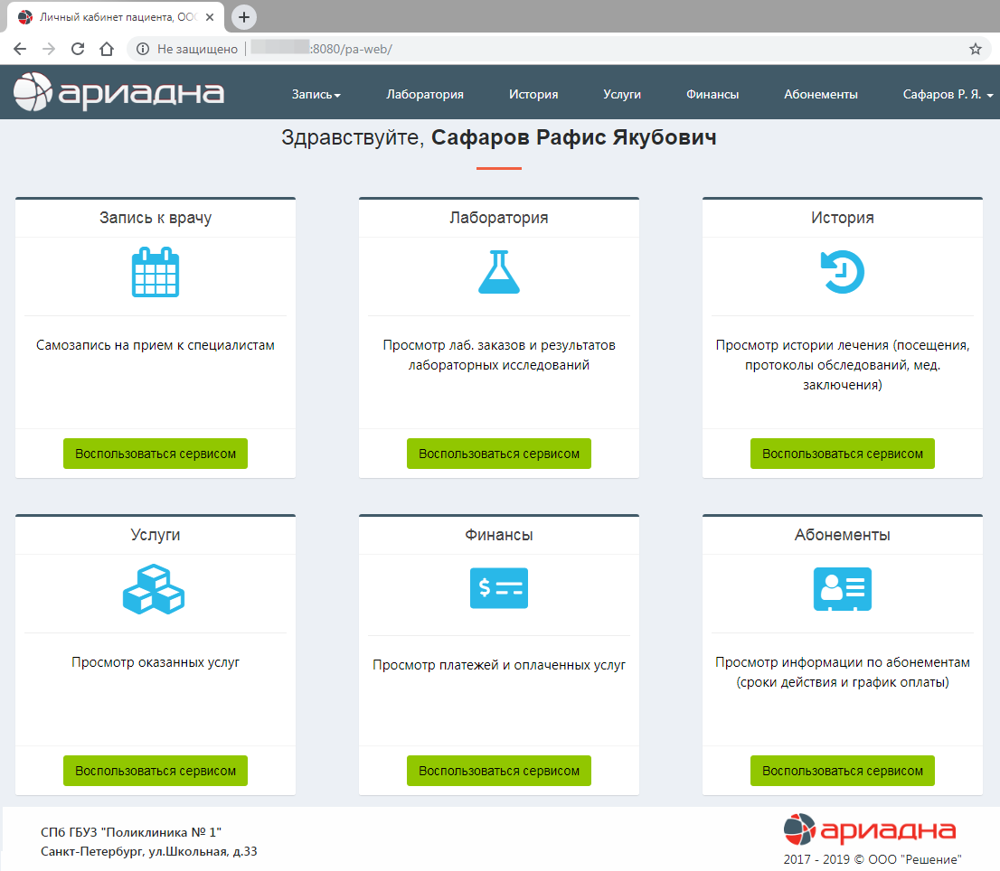 Личный кабинет пациента, ООО
Не защищено
:8080/pa-web/
ариадна
Запись
Лаборатория
История
Услуги
Финансы
Абонементы
Сафаров Р. Я.
Здравствуйте, Сафаров Рафис Якубович
Запись к врачу
Самозапись на прием к специалистам
Воспользоваться сервисом
Лаборатория
Просмотр лаб. заказов и результатов
лабораторных исследований
Воспользоваться сервисом
История
Просмотр истории лечения (посещения,
протоколы обследований, мед.
заключения)
Воспользоваться сервисом
Услуги
Просмотр оказанных услуг
Воспользоваться сервисом
Финансы
$
Просмотр платежей и оплаченных услуг
Воспользоваться сервисом
Абонементы
Просмотр информации по абонементам
(сроки действия и график оплаты)
Воспользоваться сервисом
СПб ГБУЗ "Поликлиника № 1"
Санкт-Петербург, ул.Школьная, д.33
ариадна
2017 - 2019 © ООО "Решение"